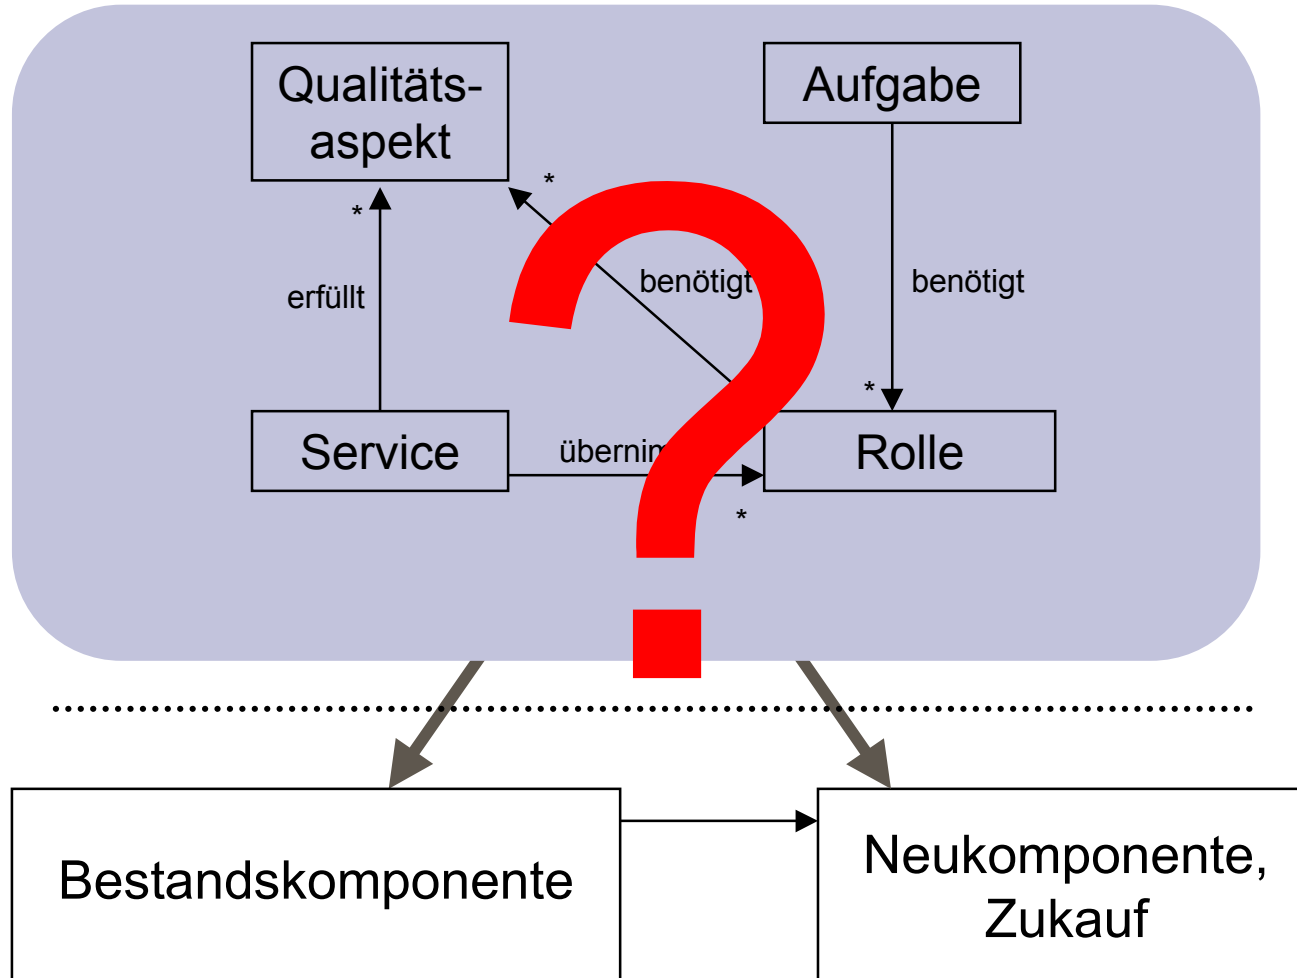 Qualitäts-
aspekt
Aufgabe
*
*
erfüllt
benötigt
benötigt
*
Service
Rolle
*
Bestandskomponente
Neukomponente,
Zukauf